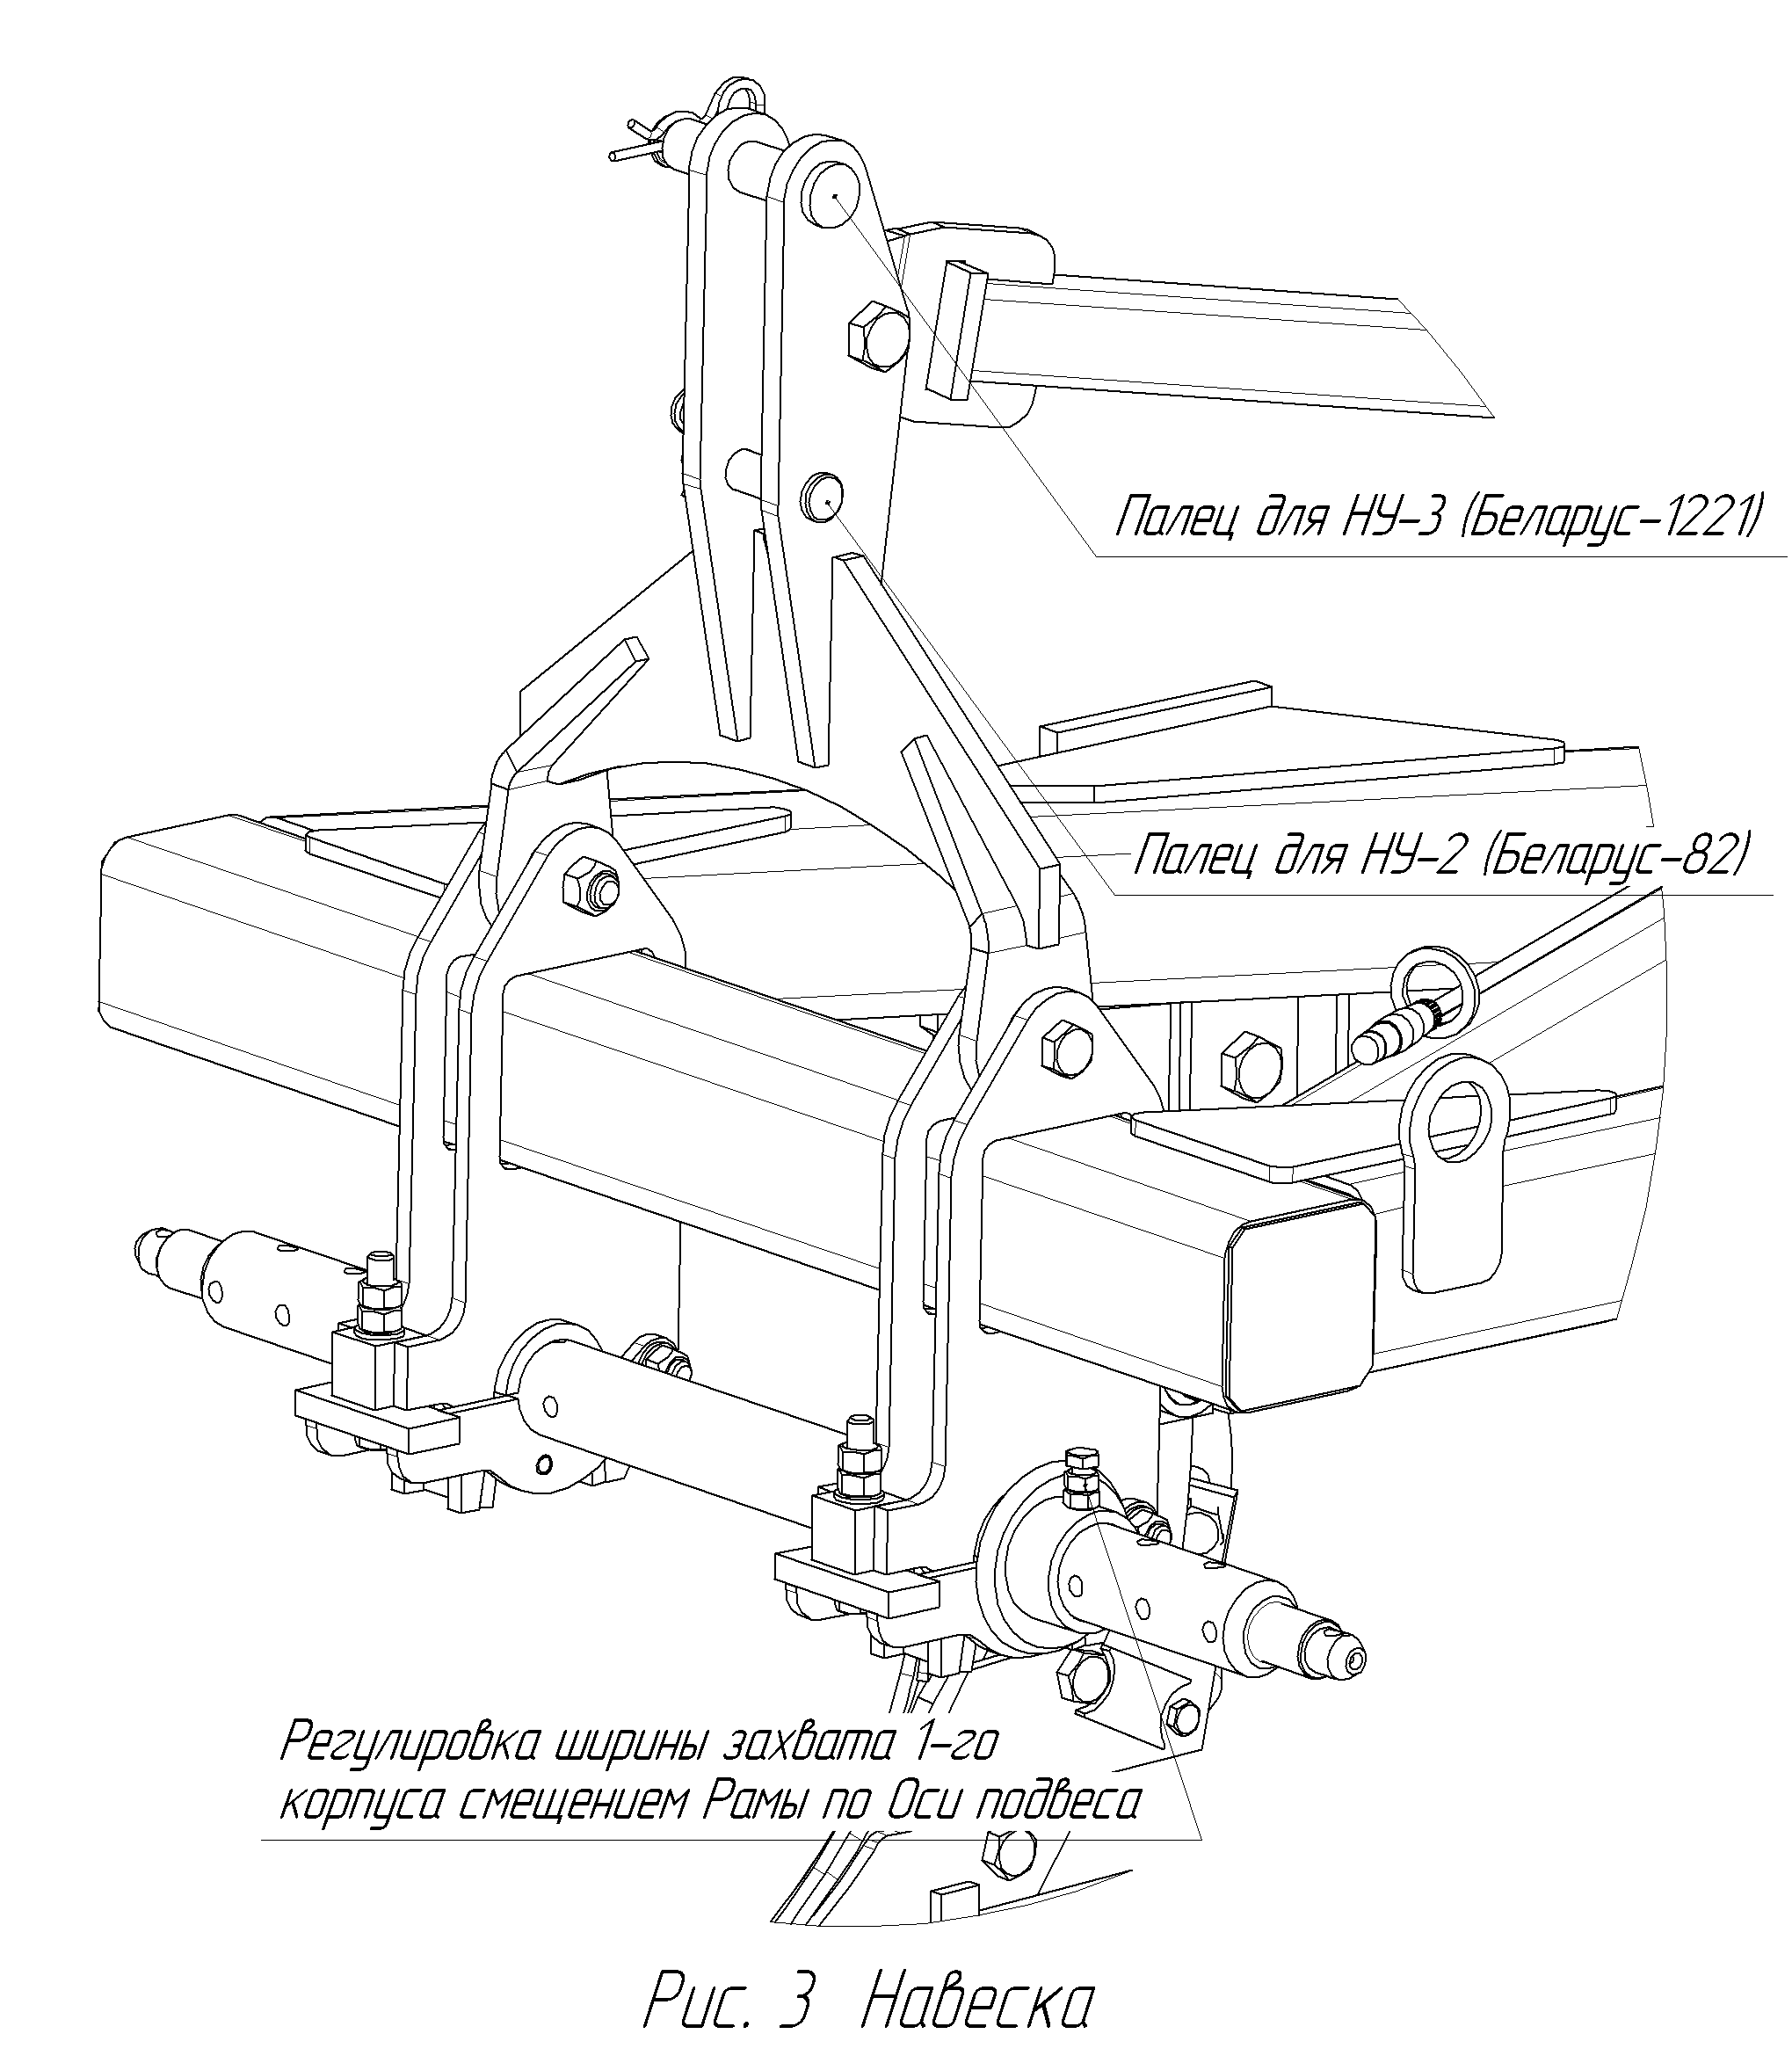 Палец для НУ-3 (Беларус-1221)
Палец для НУ-2 (Беларус-82)
Регулировка ширины захвата 1-го
корпуса смещением Рамы по Оси подвеса
Рис. 3 Навеска